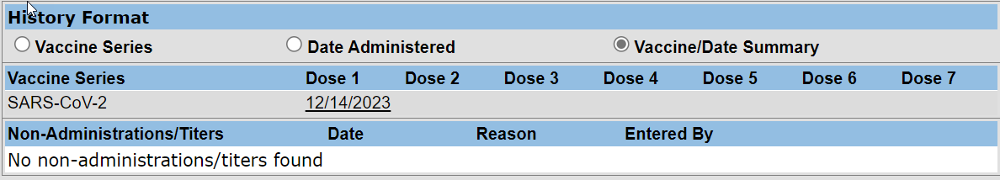 History Format
Vaccine Series Date Administered Vaccine/Date Summary
Vaccine Series Dose 1 Dose 2 Dose 3 Dose 4 Dose 5 Dose 6 Dose 7
SARS-CoV-2 12/14/2023
Non-Administrations/Titers Date Reason Entered By
No non-administrations/titers found